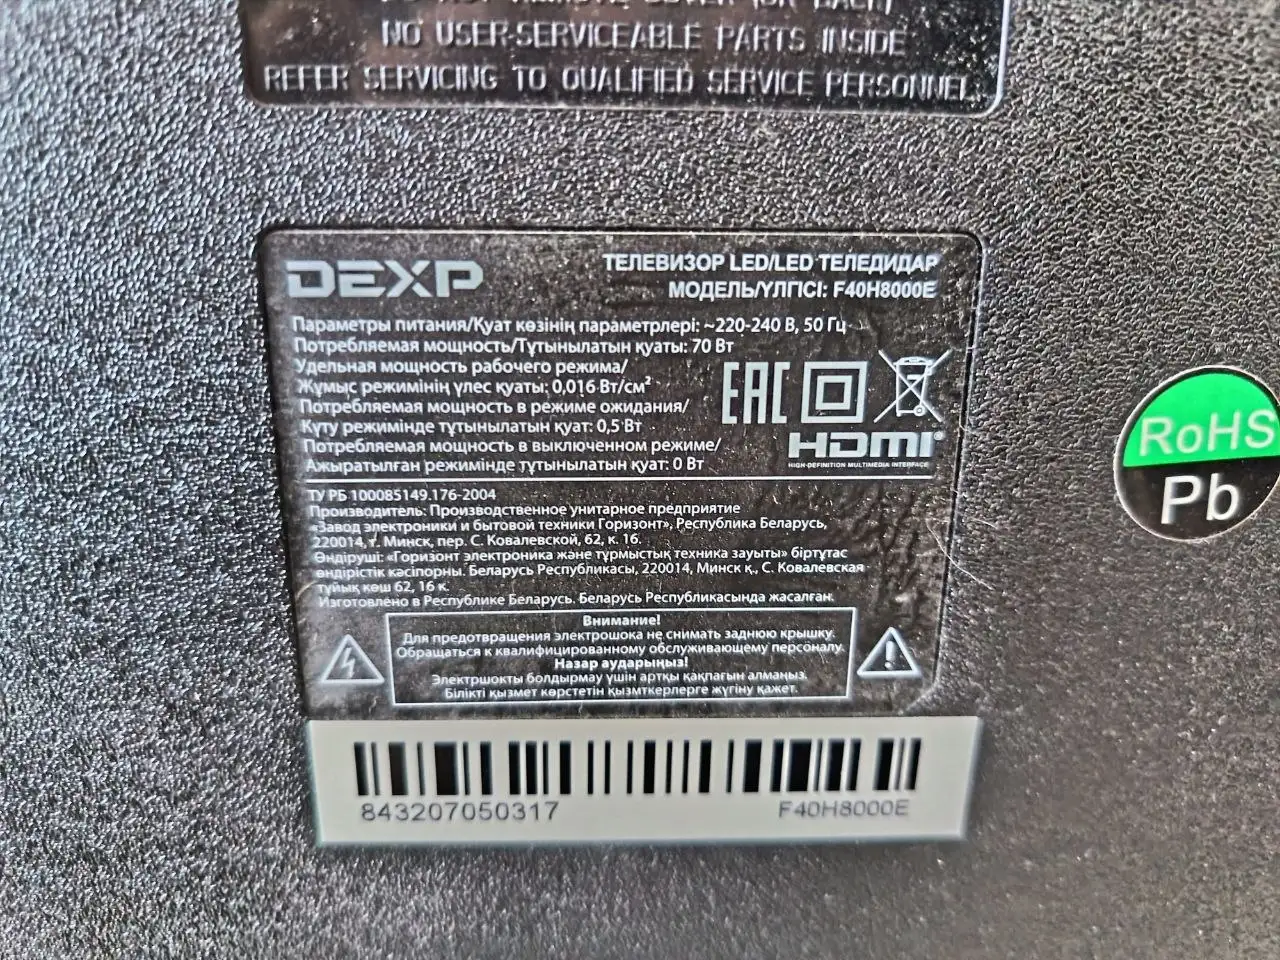 DO NOT REMOVE COVER (OR BACK)
NO USER-SERVICEABLE PARTS INSIDE
REFER SERVICING TO QUALIFIED SERVICE PERSONNEL.
DEXP
ТЕЛЕВИЗОР LED/LED ТЕЛЕДИДАР
МОДЕЛЬ/ҮЛГІСІ: F40H8000E
Параметры питания/Қуат көзінің параметрлері: ~220-240 В, 50 Гц
Потребляемая мощность/Тұтынылатын қуаты: 70 Вт
Удельная мощность рабочего режима/
Жұмыс режимінің үлес қуаты: 0,016 Вт/см²
Потребляемая мощность в режиме ожидания/
Күту режимінде тұтынылатын қуат: 0,5 Вт
Потребляемая мощность в выключенном режиме/
Ажыратылған режимінде тұтынылатын қуат: 0 Вт
EAC
HDMI
HIGH-DEFINITION MULTIMEDIA INTERFACE
RoHS
Pb
ТУ РБ 100085149.176-2004
Производитель: Производственное унитарное предприятие
«Завод электроники и бытовой техники Горизонт», Республика Беларусь,
220014, г. Минск, пер. С. Ковалевской, 62, к. 16.
Өндіруші: «Горизонт электроника және тұрмыстық техника зауыты» біртұтас
өндірістік кәсіпорны. Беларусь Республикасы, 220014, Минск қ., С. Ковалевская
тұйық көш 62, 16 к.
Изготовлено в Республике Беларусь. Беларусь Республикасында жасалған.
Внимание!
Для предотвращения электрошока не снимать заднюю крышку.
Обращаться к квалифицированному обслуживающему персоналу.
Назар аударыңыз!
Электршокты болдырмау үшін артқы қақпағын алмаңыз.
Білікті қызмет көрсететін қызметкерлерге жүгіну қажет.
843207050317
F40H8000E